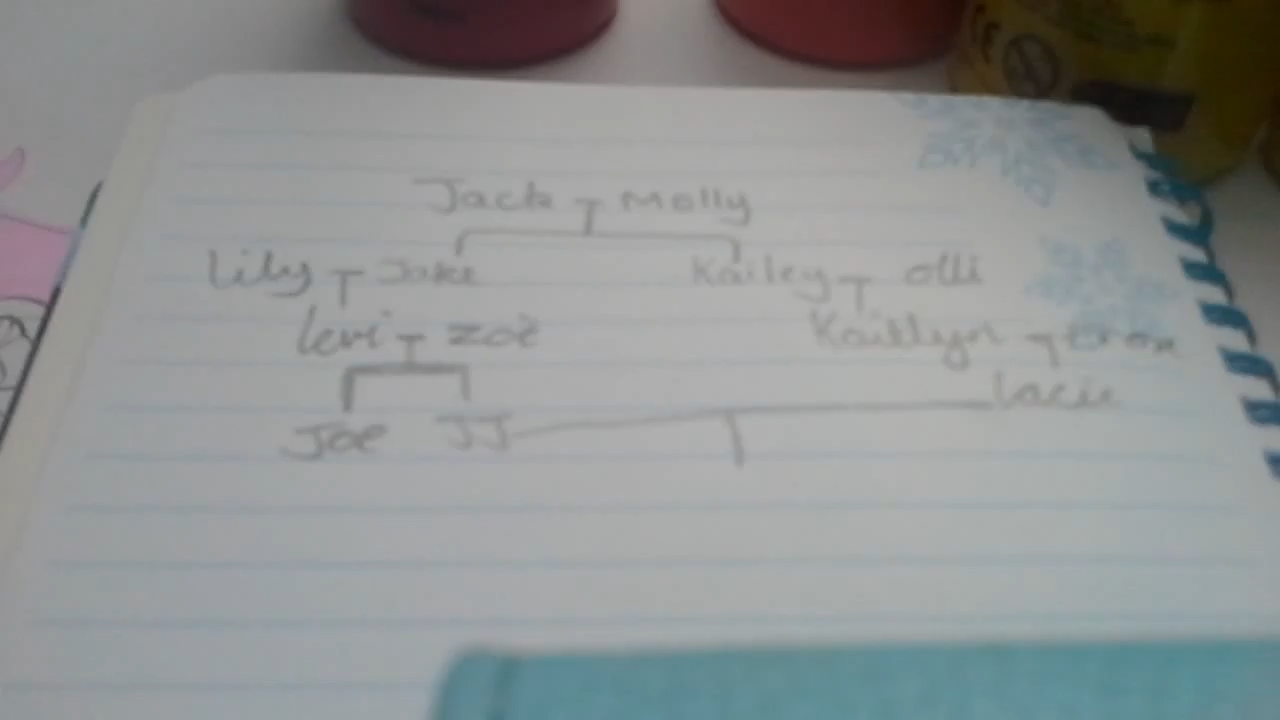 Jack Molly
Lily Jake Kailey olli
Levi Zoë Kaitlyn
Lacie
Joe JJ